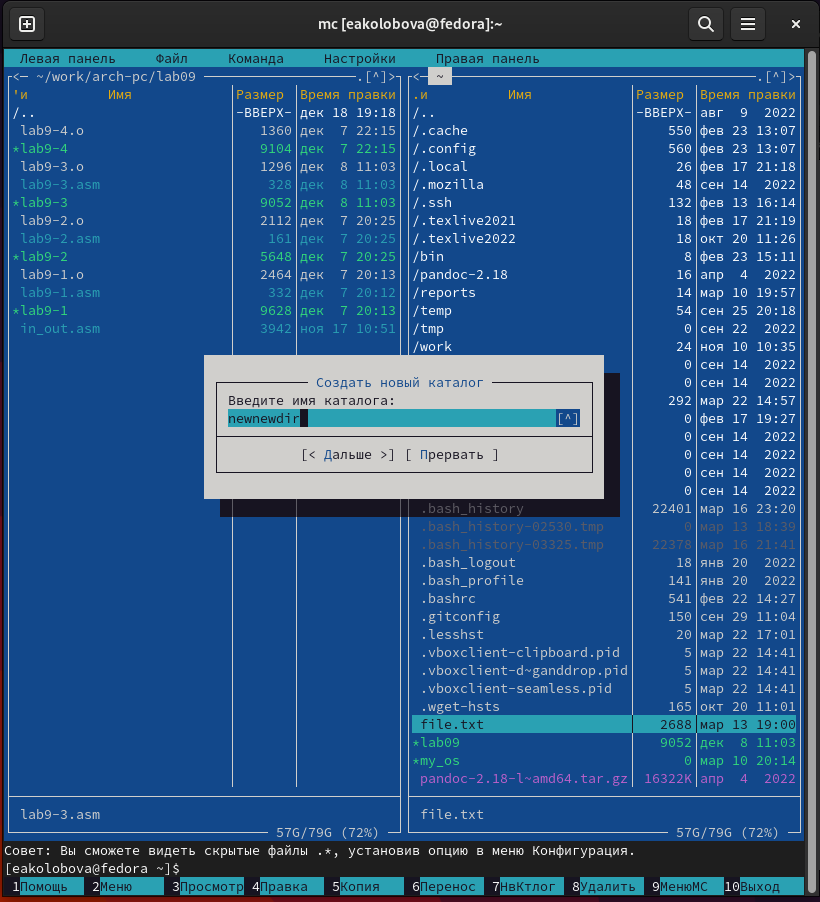 mc [eakolobova@fedora]:~
Левая панель Файл Команда Настройки Правая панель
<─ ~/work/arch-pc/lab09 ─.[^]>
'и Имя Размер Время правки
/.. -ВВЕРХ- дек 18 19:18
lab9-4.o 1360 дек 7 22:15
*lab9-4 9104 дек 7 22:15
lab9-3.o 1296 дек 8 11:03
lab9-3.asm 328 дек 8 11:03
*lab9-3 9052 дек 8 11:03
lab9-2.o 2112 дек 7 20:25
lab9-2.asm 161 дек 7 20:25
*lab9-2 5648 дек 7 20:25
lab9-1.o 2464 дек 7 20:13
lab9-1.asm 332 дек 7 20:12
*lab9-1 9628 дек 7 20:13
in_out.asm 3942 ноя 17 10:51
lab9-3.asm
57G/79G (72%)
<─ ~ ─.[^]>
.и Имя Размер Время правки
/.. -ВВЕРХ- авг 9 2022
/.cache 550 фев 23 13:07
/.config 560 фев 23 13:07
/.local 26 фев 17 21:18
/.mozilla 48 сен 14 2022
/.ssh 132 фев 13 16:14
/.texlive2021 18 фев 17 21:19
/.texlive2022 18 окт 20 11:26
/bin 8 фев 23 15:11
/pandoc-2.18 16 апр 4 2022
/reports 14 мар 10 19:57
/temp 54 сен 25 20:18
/tmp 0 сен 22 2022
/work 24 ноя 10 10:35
0 сен 14 2022
0 сен 14 2022
292 мар 22 14:57
0 фев 17 19:27
0 сен 14 2022
0 сен 14 2022
0 сен 14 2022
0 сен 14 2022
.bash_history 22401 мар 16 23:20
.bash_history-02530.tmp 0 мар 13 18:39
.bash_history-03325.tmp 22378 мар 16 21:41
.bash_logout 18 янв 20 2022
.bash_profile 141 янв 20 2022
.bashrc 541 фев 22 14:27
.gitconfig 150 сен 29 11:04
.lesshst 20 мар 22 17:01
.vboxclient-clipboard.pid 5 мар 22 14:41
.vboxclient-d~ganddrop.pid 5 мар 22 14:41
.vboxclient-seamless.pid 5 мар 22 14:41
.wget-hsts 165 окт 20 11:01
file.txt 2688 мар 13 19:00
*lab09 9052 дек 8 11:03
*my_os 0 мар 10 20:14
pandoc-2.18-l~amd64.tar.gz 16322K апр 4 2022
file.txt
57G/79G (72%)
Создать новый каталог
Введите имя каталога:
newnewdir [^]
[< Дальше >] [ Прервать ]
Совет: Вы сможете видеть скрытые файлы .*, установив опцию в меню Конфигурация.
[eakolobova@fedora ~]$
1Помощь 2Меню 3Просмотр 4Правка 5Копия 6Перенос 7НвКтлог 8Удалить 9МенюМС 10Выход